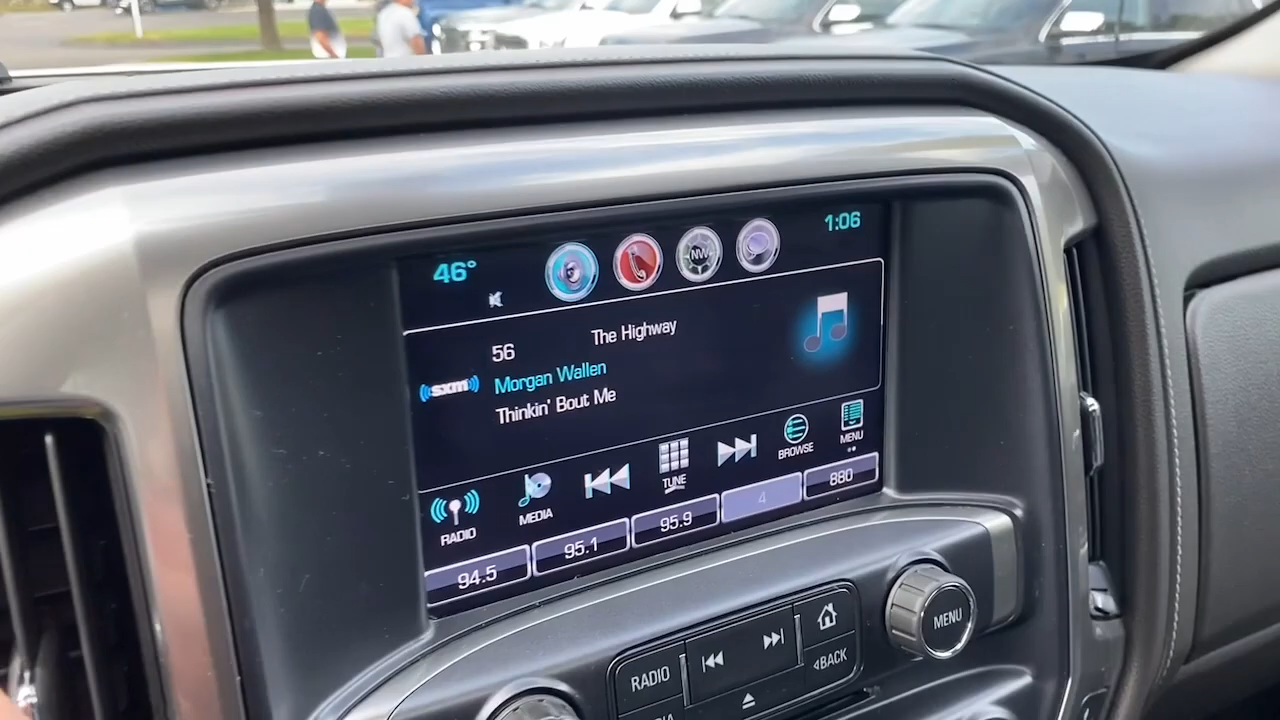 46°
NW
1:06
The Highway
56
((sxm))
Morgan Wallen
Thinkin' Bout Me
RADIO
MEDIA
TUNE
BROWSE
MENU
94.5
95.1
95.9
4
880
RADIO
BACK
MENU